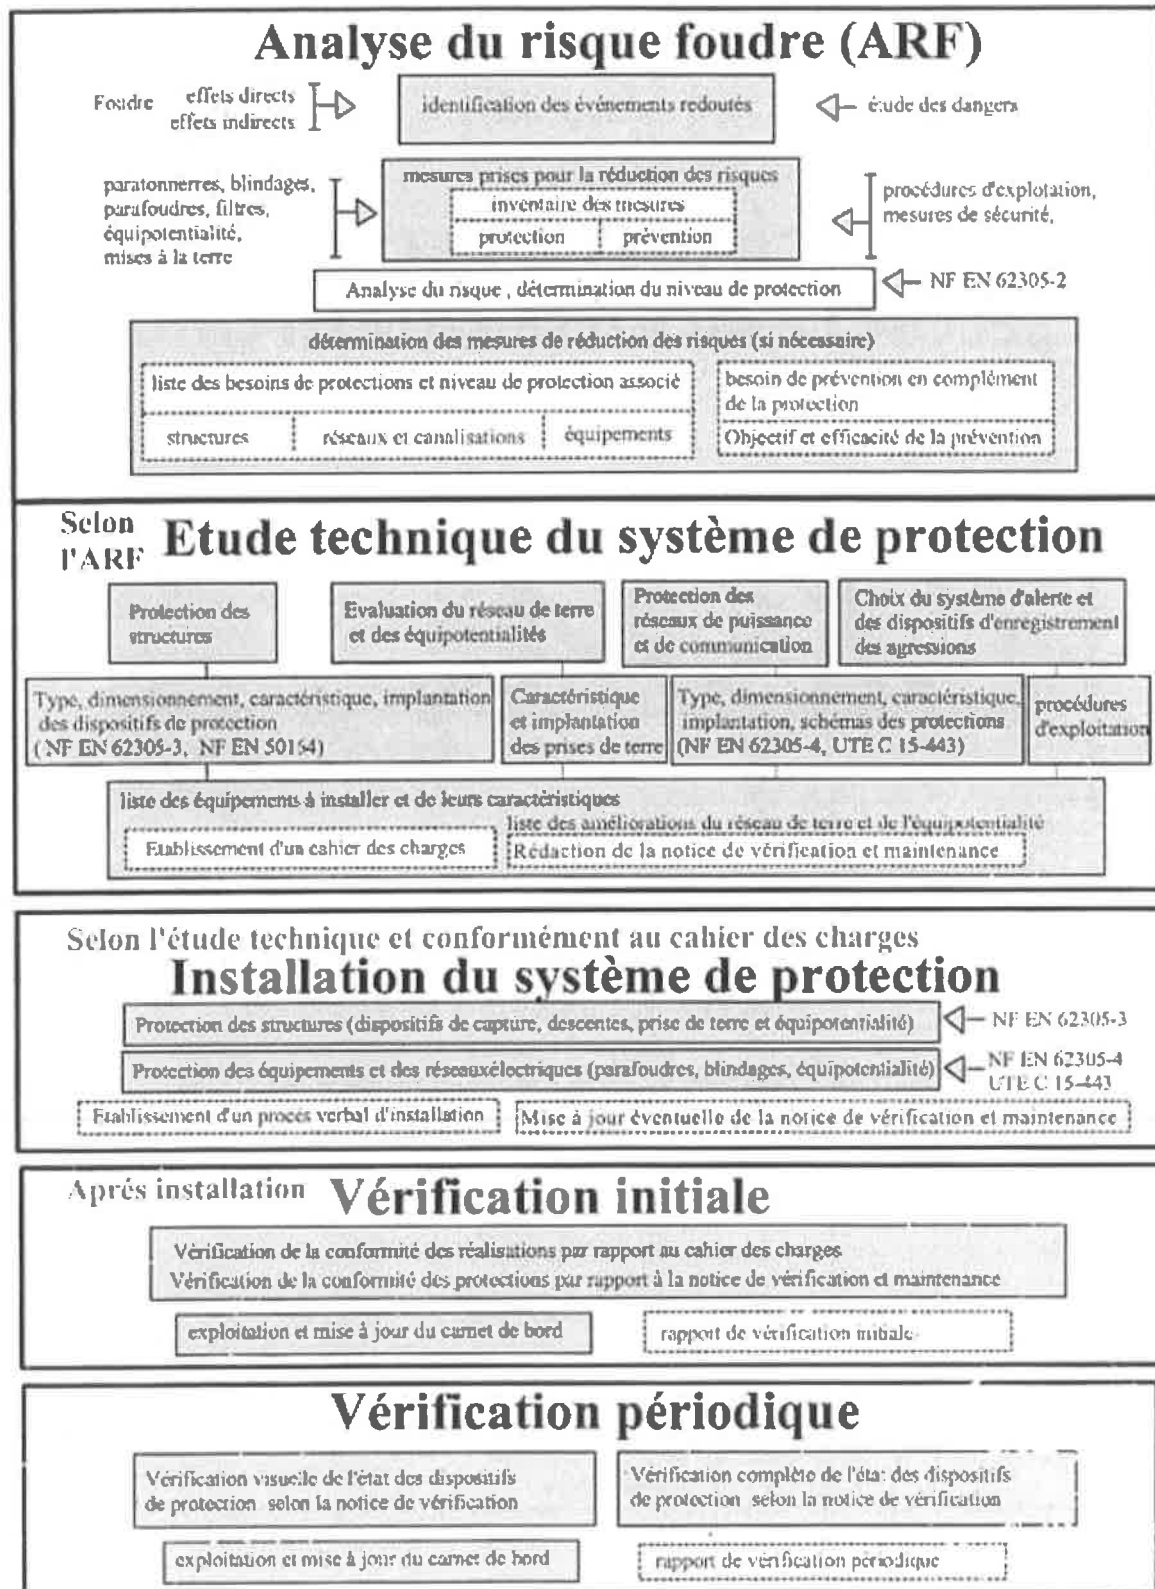 Analyse du risque foudre (ARF)
Foudre effets directs
effets indirects
identification des événements redoutés
étude des dangers
paratonnerres, blindages,
parafoudres, filtres,
équipotentialité,
mises à la terre
mesures prises pour la réduction des risques
inventaire des mesures
protection prévention
procédures d'explotation,
mesures de sécurité,
Analyse du risque , détermination du niveau de protection
NF EN 62305-2
détermination des mesures de réduction des risques (si nécessaire)
liste des besoins de protections et niveau de protection associé
structures réseaux et canalisations équipements
besoin de prévention en complément
de la protection
Objectif et efficacité de la prévention
Selon
l'ARF
Etude technique du système de protection
Protection des
structures
Evaluation du réseau de terre
et des équipotentialités
Protection des
réseaux de puissance
et de communication
Choix du système d'alerte et
des dispositifs d'enregistrement
des agressions
Type, dimensionnement, caractéristique, implantation
des dispositifs de protection
( NF EN 62305-3, NF EN 50164)
Caractéristique
et implantation
des prises de terre
Type, dimensionnement, caractéristique,
implantation, schémas des protections
(NF EN 62305-4, UTE C 15-443)
procédures
d'exploitation
liste des équipements à installer et de leurs caractéristiques
liste des améliorations du réseau de terre et de l'équipotentialité
Etablissement d'un cahier des charges
Rédaction de la notice de vérification et maintenance
Selon l'étude technique et conformément au cahier des charges
Installation du système de protection
Protection des structures (dispositifs de capture, descentes, prise de terre et équipotentialité)
NF EN 62305-3
Protection des équipements et des réseauxélectriques (parafoudres, blindages, équipotentialité)
NF EN 62305-4
UTE C 15-443
Etablissement d'un procés verbal d'installation
Mise à jour éventuelle de la notice de vérification et maintenance
Aprés installation
Vérification initiale
Vérification de la conformité des réalisations par rapport au cahier des charges
Vérification de la conformité des protections par rapport à la notice de vérification et maintenance
exploitation et mise à jour du carnet de bord
rapport de vérification initiale
Vérification périodique
Vérification visuelle de l'état des dispositifs
de protection selon la notice de vérification
Vérification complète de l'état des dispositifs
de protection selon la notice de vérification
exploitation et mise à jour du carnet de bord
rapport de vérification périodique